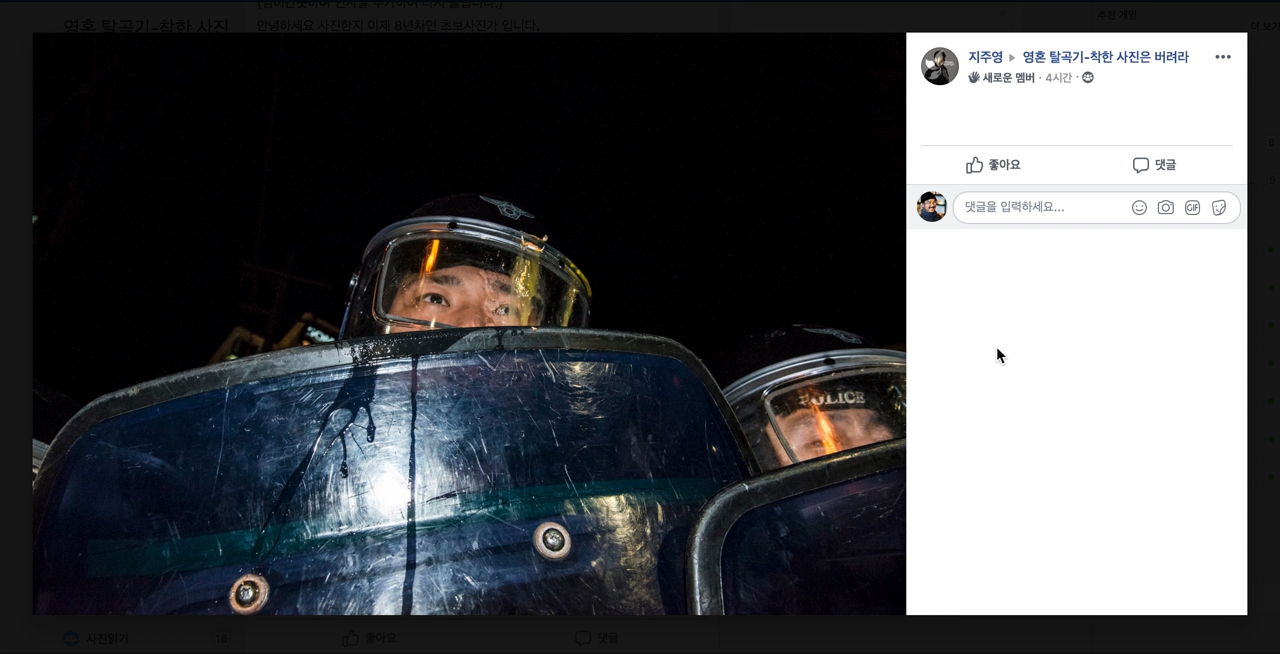 영혼 탈곡기-착한 사진
안녕하세요 사진한지 이제 8년차인 초보사진가 입니다.
추천 게임
더 보기
지주영 ▶ 영혼 탈곡기-착한 사진은 버려라
새로운 멤버 · 4시간 ·
좋아요
댓글
댓글을 입력하세요...
GIF
POLICE
사진읽기
16
좋아요
댓글